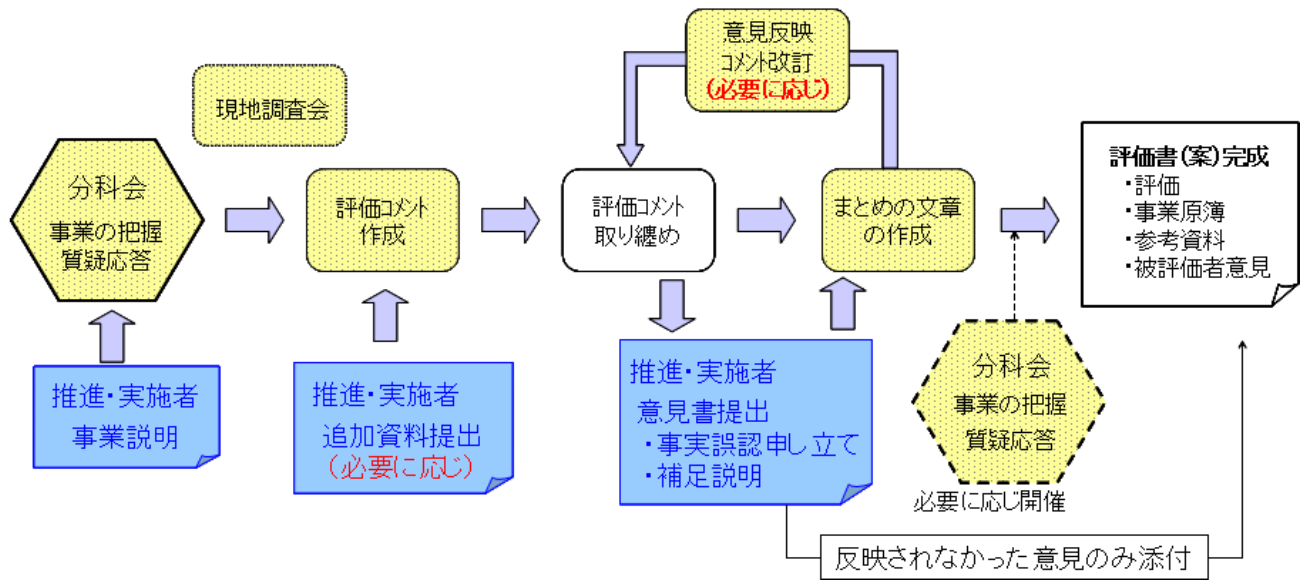 現地調査会
分科会
事業の把握
質疑応答
推進・実施者
事業説明
評価コメント
作成
推進・実施者
追加資料提出
(必要に応じ)
意見反映
コメント改訂
(必要に応じ)
評価コメント
取り纏め
まとめの文章
の作成
推進・実施者
意見書提出
・事実誤認申し立て
・補足説明
分科会
事業の把握
質疑応答
必要に応じ開催
評価書(案)完成
・評価
・事業原簿
・参考資料
・被評価者意見
反映されなかった意見のみ添付